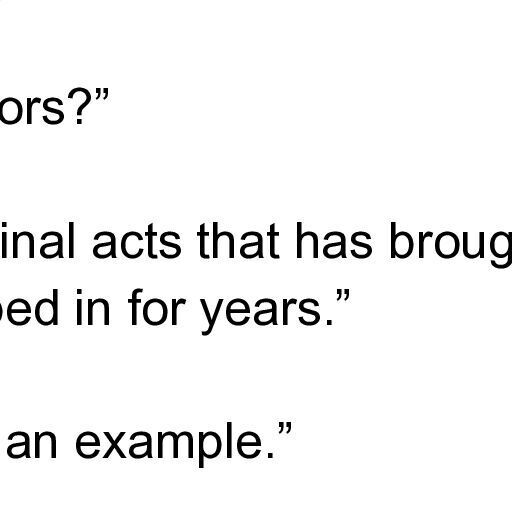 ors?”
inal acts that has broug
ed in for years.”
an example.”